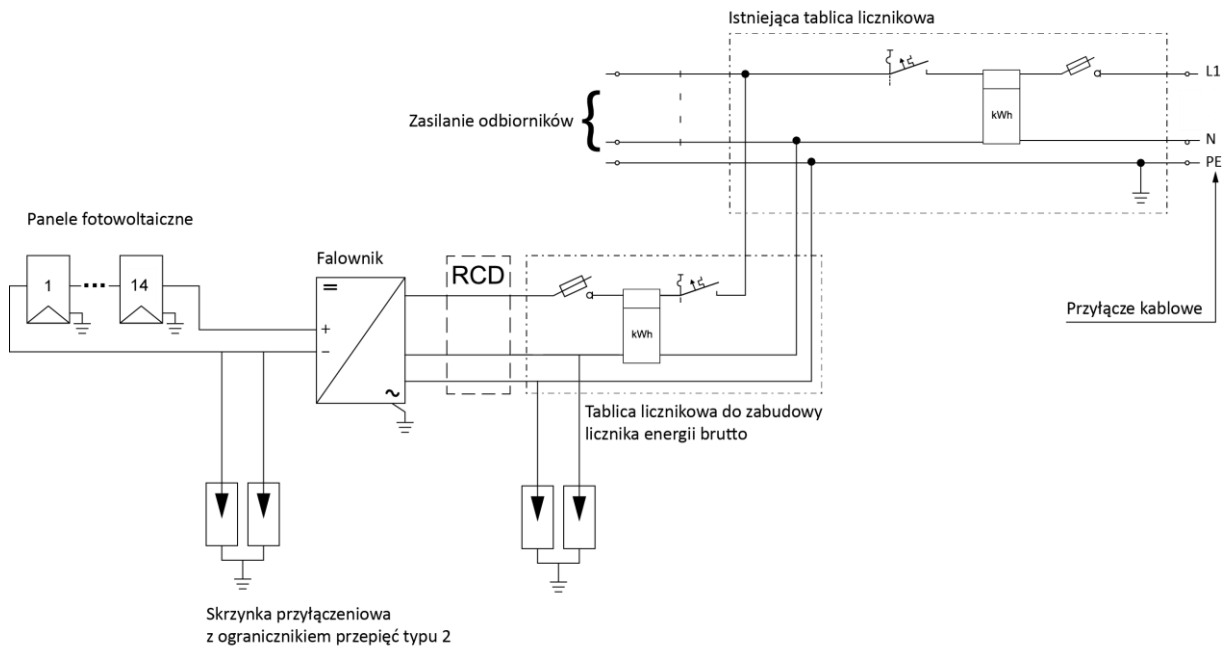 Istniejąca tablica licznikowa
L1
kWh
Zasilanie odbiorników
N
PE
Panele fotowoltaiczne
Falownik
RCD
1
14
Przyłącze kablowe
kWh
Tablica licznikowa do zabudowy
licznika energii brutto
Skrzynka przyłączeniowa
z ogranicznikiem przepięć typu 2